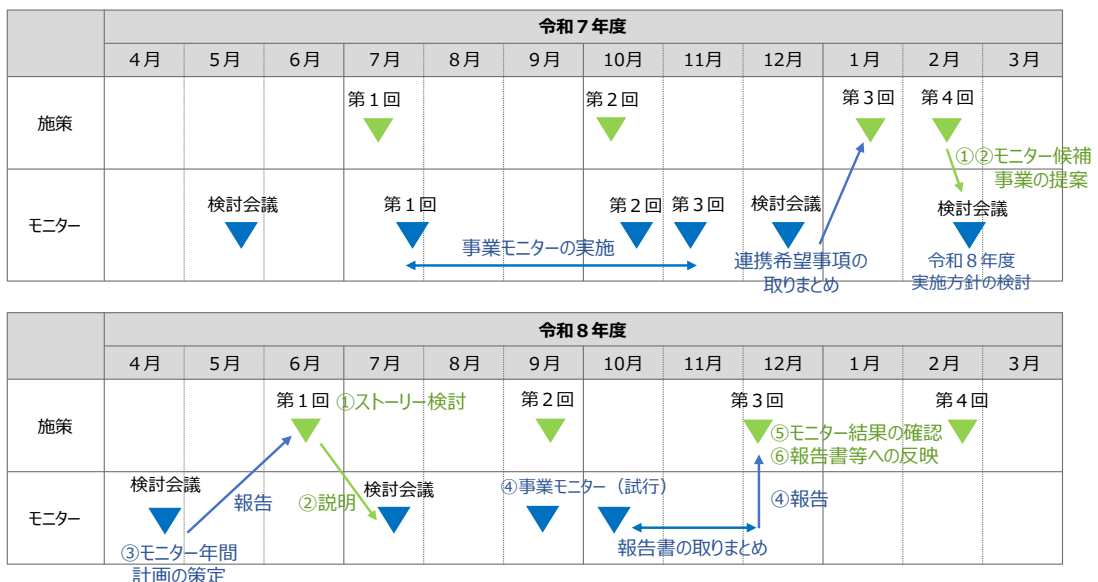 令和７年度
４月 ５月 ６月 ７月 ８月 ９月 10月 11月 12月 １月 ２月 ３月
施策
第１回 第２回 第３回 第４回
①②モニター候補
事業の提案
モニター
検討会議 第１回 第２回 第３回 検討会議 検討会議
事業モニターの実施
連携希望事項の
取りまとめ
令和８年度
実施方針の検討
令和８年度
４月 ５月 ６月 ７月 ８月 ９月 10月 11月 12月 １月 ２月 ３月
施策
第１回 ①ストーリー検討 第２回 第３回 第４回
⑤モニター結果の確認
⑥報告書等への反映
モニター
検討会議 報告 ②説明 検討会議 ④事業モニター（試行） ④報告
③モニター年間
計画の策定
報告書の取りまとめ